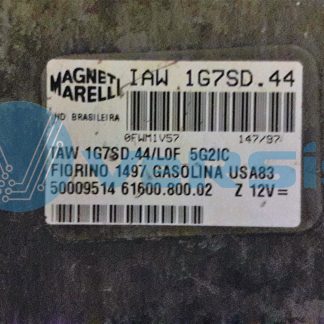 MAGNETI MARELLI IAW 1G7SD.44
IND BRASILEIRA
0FWM1V57 147/97
IAW 1G7SD.44/L0F 5G2IC
FIORINO 1497 GASOLINA USA83
50009514 61600.800.02 Z 12V=